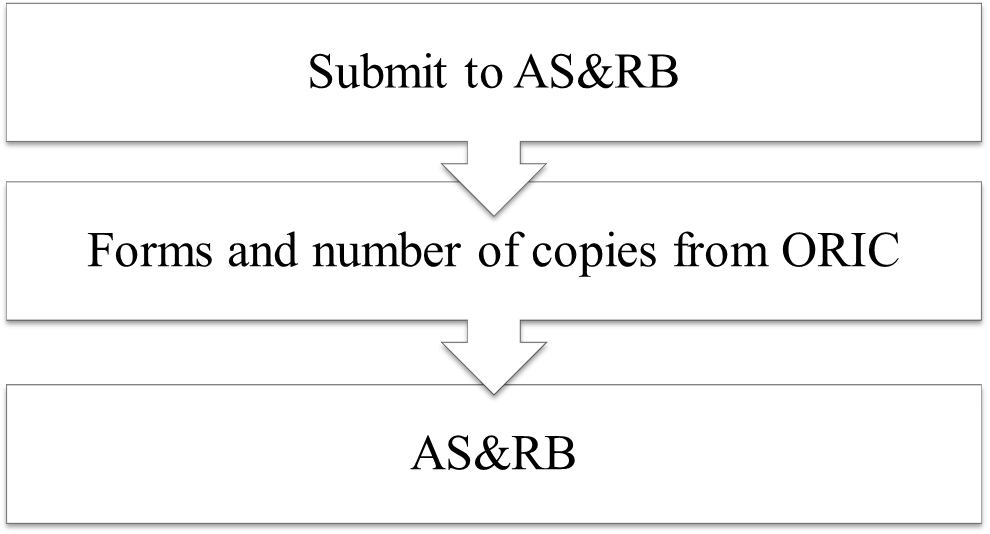 Submit to AS&RB
Forms and number of copies from ORIC
AS&RB